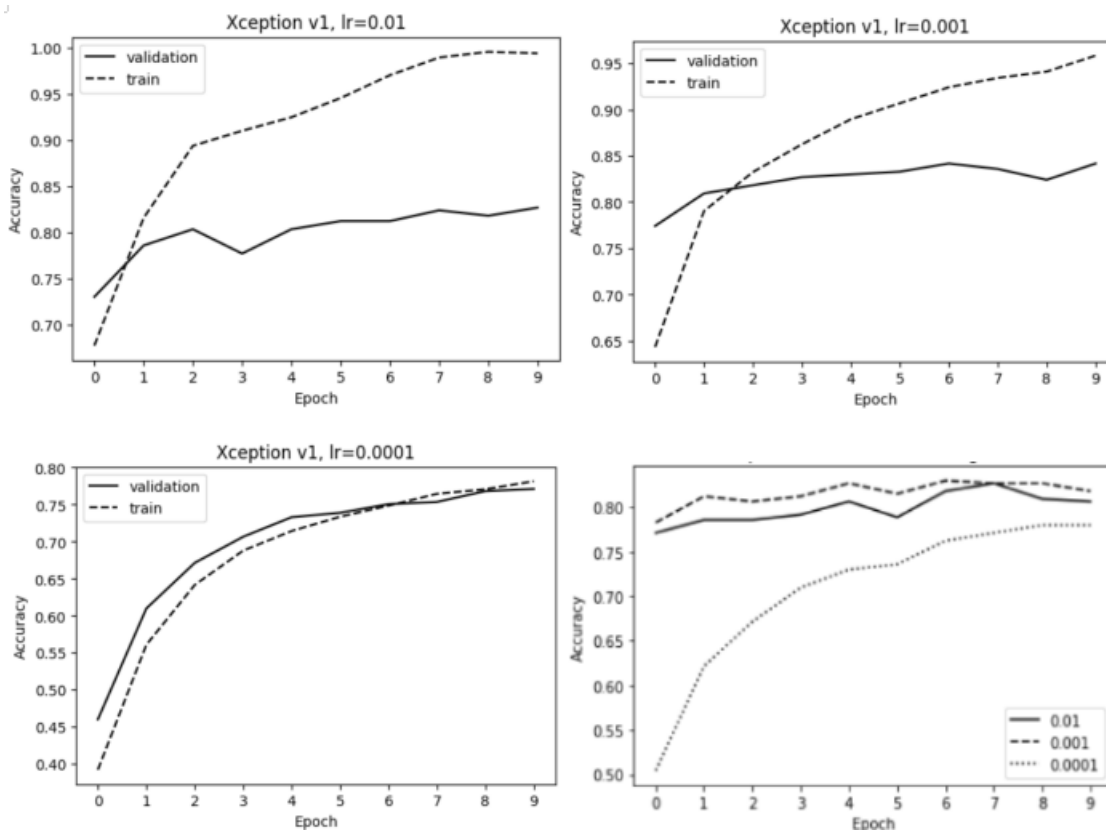 Xception v1, lr=0.01
1.00
0.95
0.90
0.85
0.80
0.75
0.70
Accuracy
validation
train
0 1 2 3 4 5 6 7 8 9
Epoch
Xception v1, lr=0.001
0.95
0.90
0.85
0.80
0.75
0.70
0.65
Accuracy
validation
train
0 1 2 3 4 5 6 7 8 9
Epoch
Xception v1, lr=0.0001
0.80
0.75
0.70
0.65
0.60
0.55
0.50
0.45
0.40
Accuracy
validation
train
0 1 2 3 4 5 6 7 8 9
Epoch
0.80
0.75
0.70
0.65
0.60
0.55
0.50
Accuracy
0.01
0.001
0.0001
0 1 2 3 4 5 6 7 8 9
Epoch